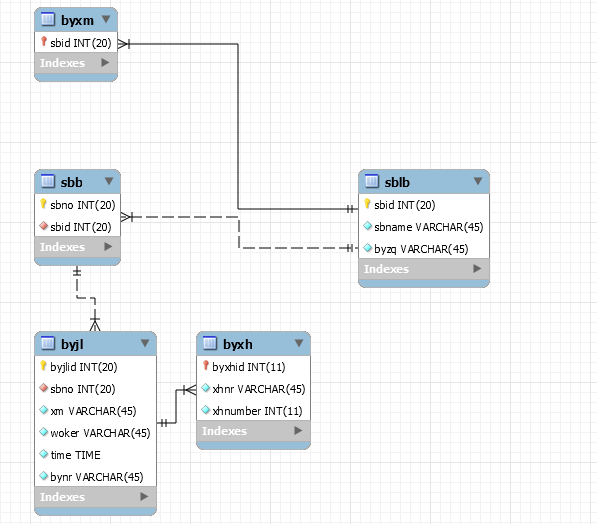 byxm
sbid INT(20)
Indexes
sbb
sbno INT(20)
sbid INT(20)
Indexes
sblb
sbid INT(20)
sbname VARCHAR(45)
byzq VARCHAR(45)
Indexes
byjl
byjlid INT(20)
sbno INT(20)
xm VARCHAR(45)
woker VARCHAR(45)
time TIME
bynr VARCHAR(45)
Indexes
byxh
byxhid INT(11)
xhnr VARCHAR(45)
xhnumber INT(11)
Indexes